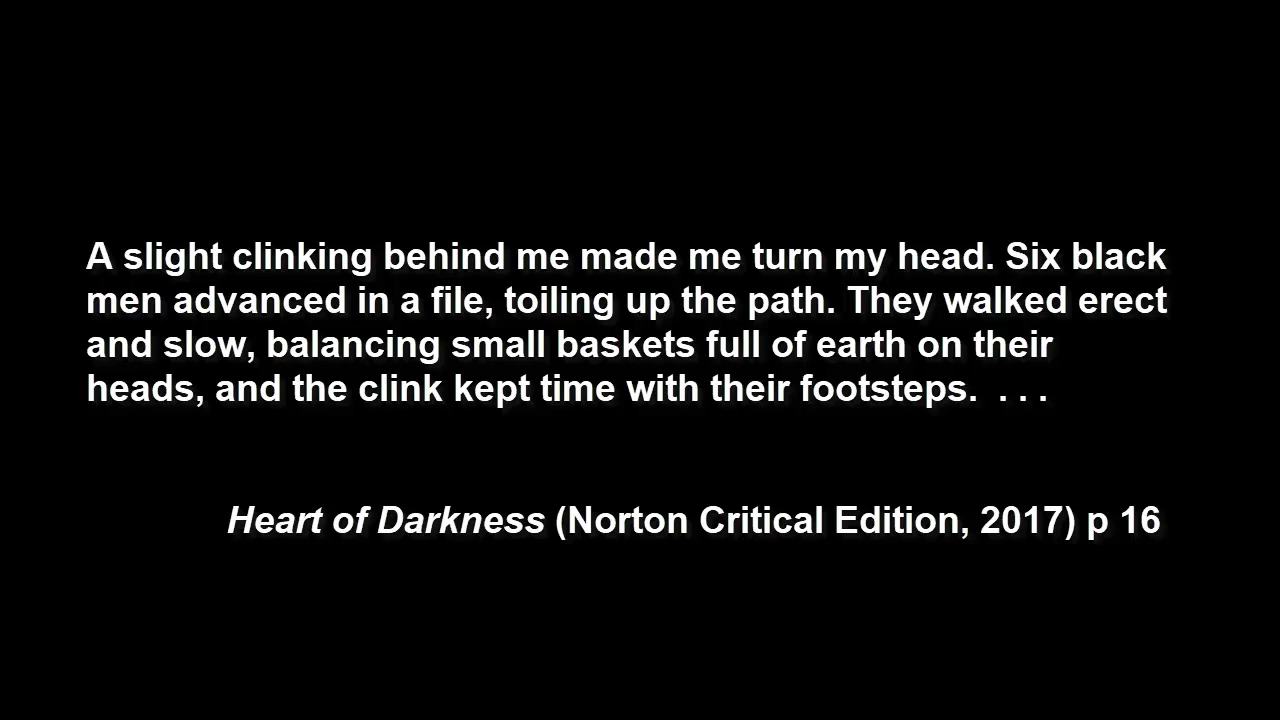 A slight clinking behind me made me turn my head. Six black
men advanced in a file, toiling up the path. They walked erect
and slow, balancing small baskets full of earth on their
heads, and the clink kept time with their footsteps.  . . .
Heart of Darkness (Norton Critical Edition, 2017) p 16